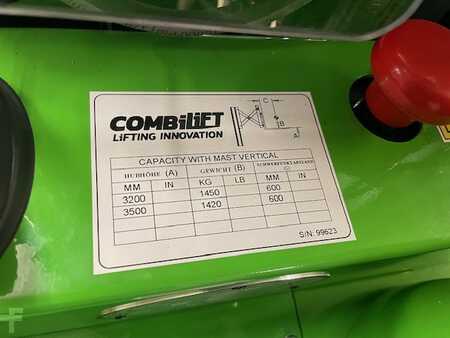 COMBiLiFT
LiFTING INNOVATION
C
B
CAPACITY WITH MAST VERTICAL
HUBHÖHE (A) GEWICHT (B) SCHWERPUNKTABSTAND
MM IN KG LB MM IN
3200 1450 600
3500 1420 600
S/N: 99623